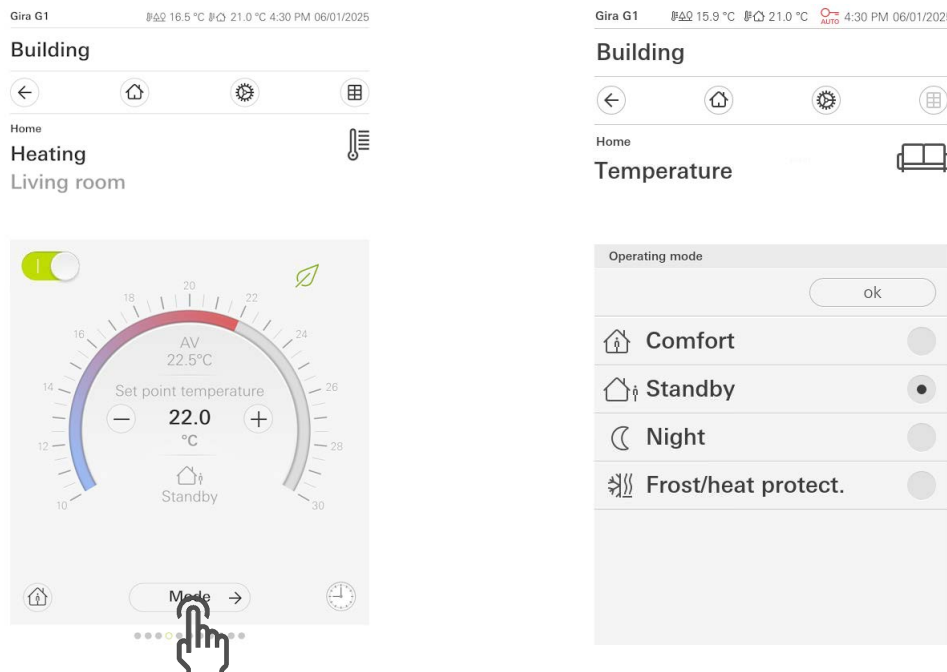 Gira G1 16.5 °C 21.0 °C 4:30 PM 06/01/2025
Building
Home
Heating
Living room
20
18 22
16 24
AV
22.5°C
14 26
Set point temperature
22.0
°C
12 28
Standby
10 30
Mode
Gira G1 15.9 °C 21.0 °C AUTO 4:30 PM 06/01/202
Building
Home
Temperature
Operating mode
ok
Comfort
Standby
Night
Frost/heat protect.